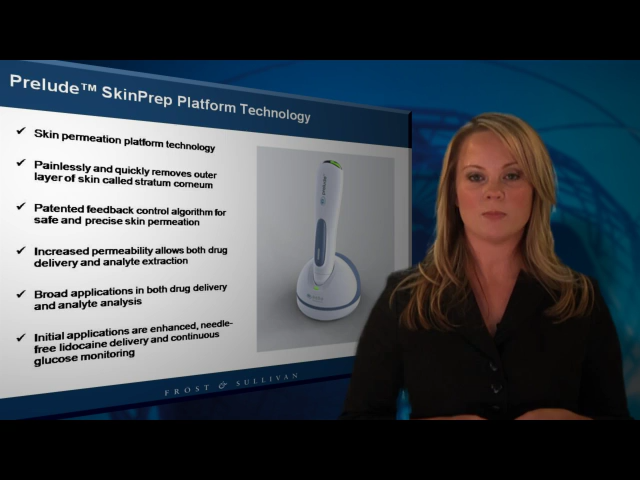 Prelude™ SkinPrep Platform Technology
✓ Skin permeation platform technology
✓ Painlessly and quickly removes outer
layer of skin called stratum corneum
✓ Patented feedback control algorithm for
safe and precise skin permeation
✓ Increased permeability allows both drug
delivery and analyte extraction
✓ Broad applications in both drug delivery
and analyte analysis
✓ Initial applications are enhanced, needle-
free lidocaine delivery and continuous
glucose monitoring
FROST & SULLIVAN